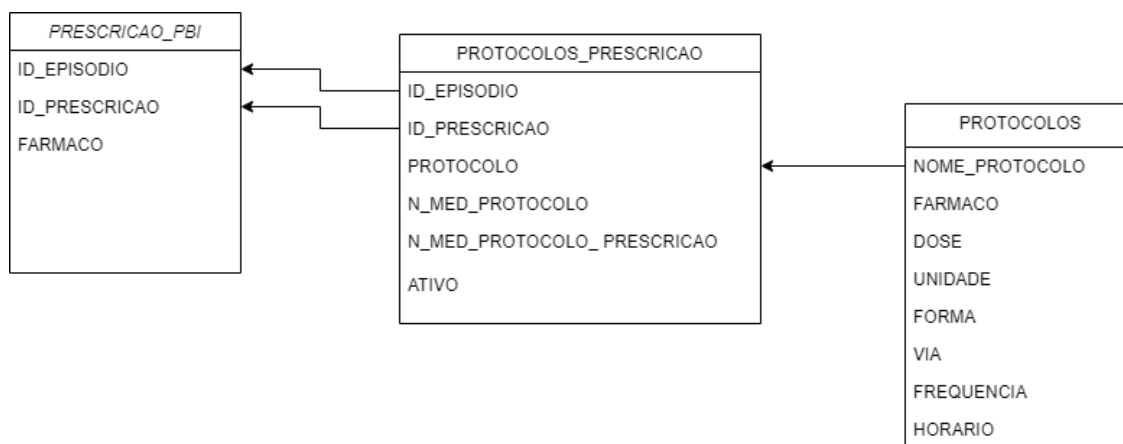 PRESCRICAO_PBI
ID_EPISODIO
ID_PRESCRICAO
FARMACO
PROTOCOLOS_PRESCRICAO
ID_EPISODIO
ID_PRESCRICAO
PROTOCOLO
N_MED_PROTOCOLO
N_MED_PROTOCOLO_ PRESCRICAO
ATIVO
PROTOCOLOS
NOME_PROTOCOLO
FARMACO
DOSE
UNIDADE
FORMA
VIA
FREQUENCIA
HORARIO